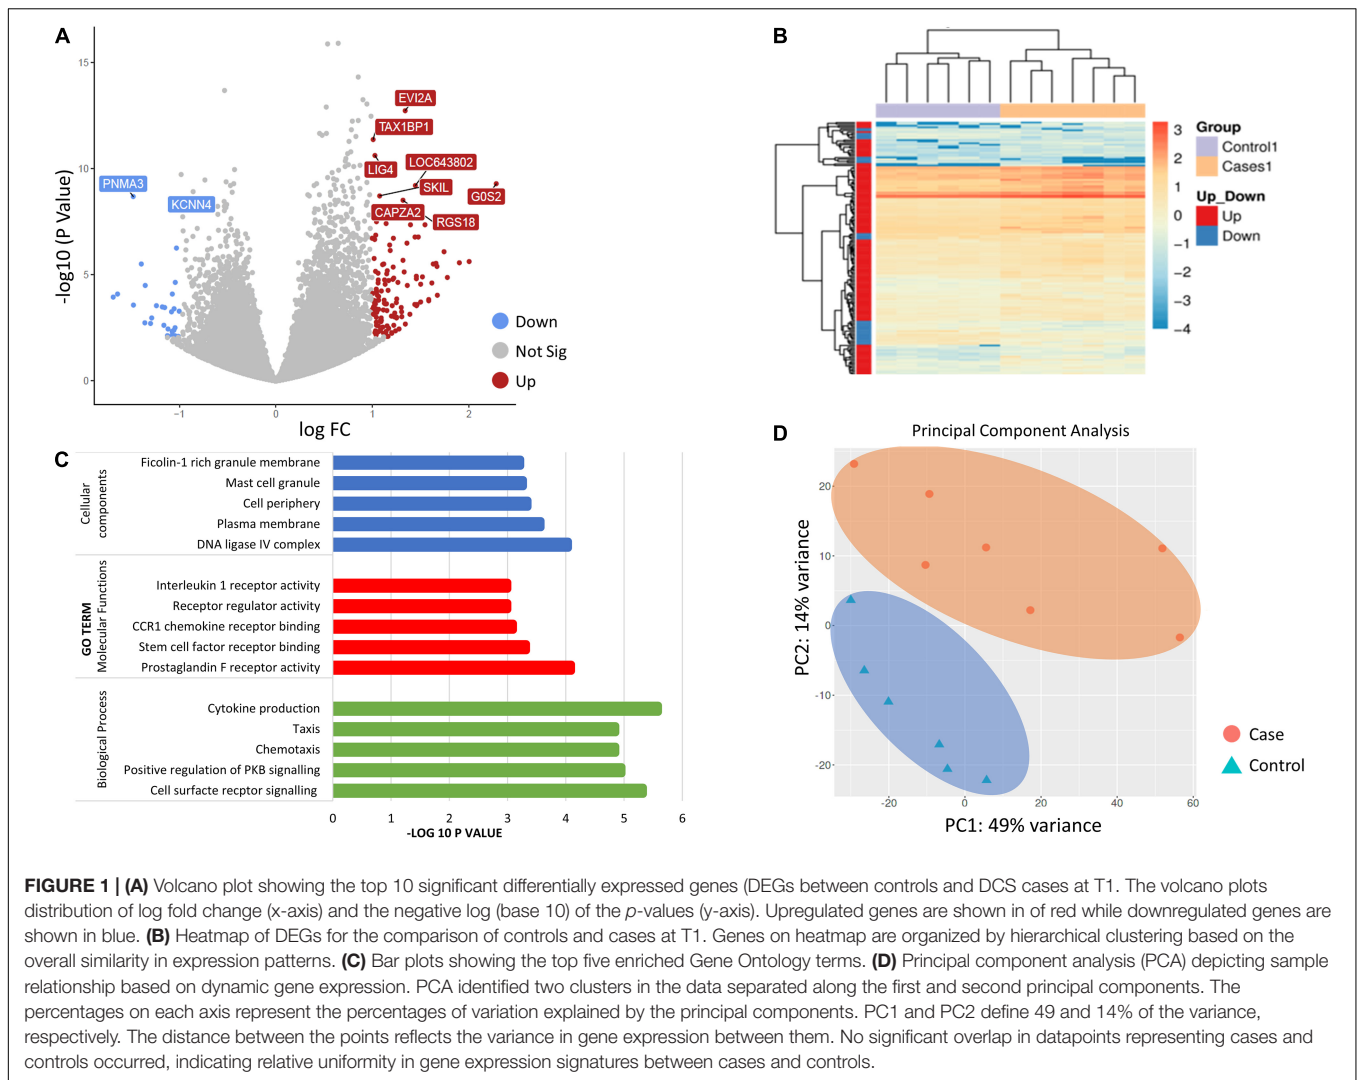 A
-log10 (P Value)
15
10
5
0
EVI2A
TAX1BP1
LIG4
LOC643802
SKIL
G0S2
CAPZA2
RGS18
PNMA3
KCNN4
Down
Not Sig
Up
−1
0
1
2
log FC
B
3
2
1
0
−1
−2
−3
−4
Group
Control1
Cases1
Up_Down
Up
Down
C
GO TERM
Cellular components
Ficolin-1 rich granule membrane
Mast cell granule
Cell periphery
Plasma membrane
DNA ligase IV complex
Molecular Functions
Interleukin 1 receptor activity
Receptor regulator activity
CCR1 chemokine receptor binding
Stem cell factor receptor binding
Prostaglandin F receptor activity
Biological Process
Cytokine production
Taxis
Chemotaxis
Positive regulation of PKB signalling
Cell surfacte recptor signalling
0 1 2 3 4 5 6
-LOG 10 P VALUE
D
Principal Component Analysis
PC2: 14% variance
20
10
0
-10
-20
-20 0 20 40 60
PC1: 49% variance
Case
Control
FIGURE 1 | (A) Volcano plot showing the top 10 significant differentially expressed genes (DEGs between controls and DCS cases at T1. The volcano plots
distribution of log fold change (x-axis) and the negative log (base 10) of the p-values (y-axis). Upregulated genes are shown in of red while downregulated genes are
shown in blue. (B) Heatmap of DEGs for the comparison of controls and cases at T1. Genes on heatmap are organized by hierarchical clustering based on the
overall similarity in expression patterns. (C) Bar plots showing the top five enriched Gene Ontology terms. (D) Principal component analysis (PCA) depicting sample
relationship based on dynamic gene expression. PCA identified two clusters in the data separated along the first and second principal components. The
percentages on each axis represent the percentages of variation explained by the principal components. PC1 and PC2 define 49 and 14% of the variance,
respectively. The distance between the points reflects the variance in gene expression between them. No significant overlap in datapoints representing cases and
controls occurred, indicating relative uniformity in gene expression signatures between cases and controls.